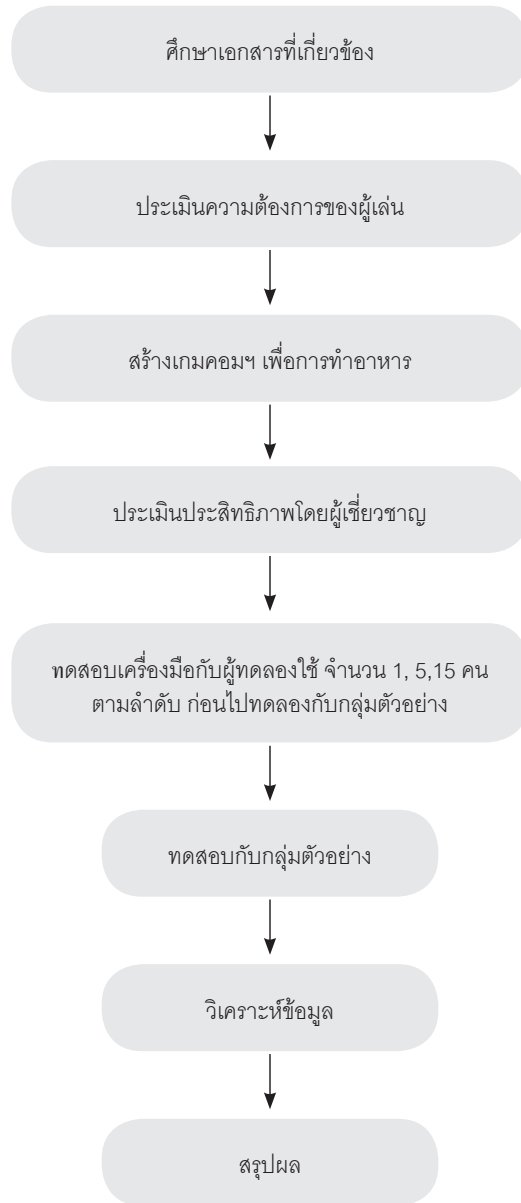 ศึกษาเอกสารที่เกี่ยวข้อง
ประเมินความต้องการของผู้เล่น
สร้างเกมคอมฯ เพื่อการทำอาหาร
ประเมินประสิทธิภาพโดยผู้เชี่ยวชาญ
ทดสอบเครื่องมือกับผู้ทดลองใช้ จำนวน 1, 5,15 คน
ตามลำดับ ก่อนไปทดลองกับกลุ่มตัวอย่าง
ทดสอบกับกลุ่มตัวอย่าง
วิเคราะห์ข้อมูล
สรุปผล